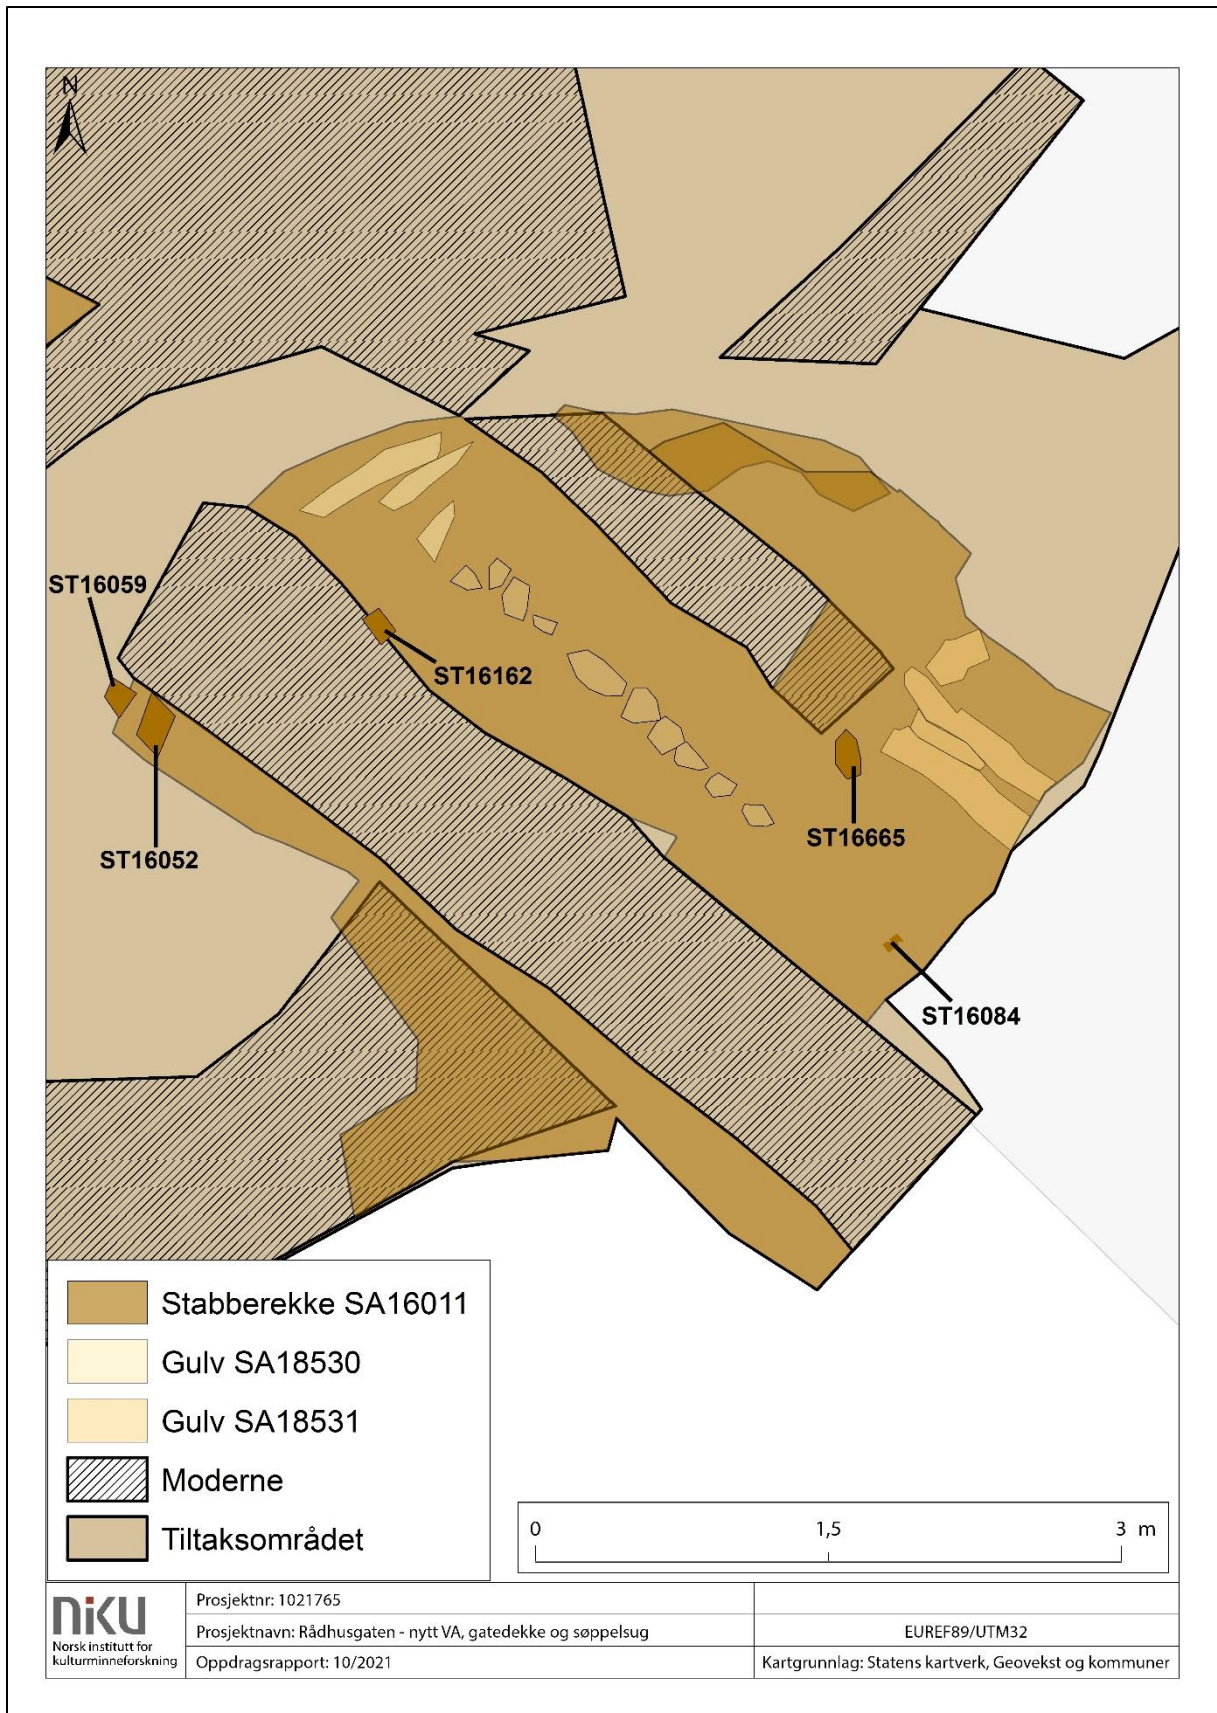 N
ST16059
ST16162
ST16052
ST16665
ST16084
Stabberekke SA16011
Gulv SA18530
Gulv SA18531
Moderne
Tiltaksområdet
0 1,5 3 m
NIKU
Norsk institutt for
kulturminneforskning
Prosjektnr: 1021765
Prosjektnavn: Rådhusgaten - nytt VA, gatedekke og søppelsug
EUREF89/UTM32
Oppdragsrapport: 10/2021
Kartgrunnlag: Statens kartverk, Geovekst og kommuner